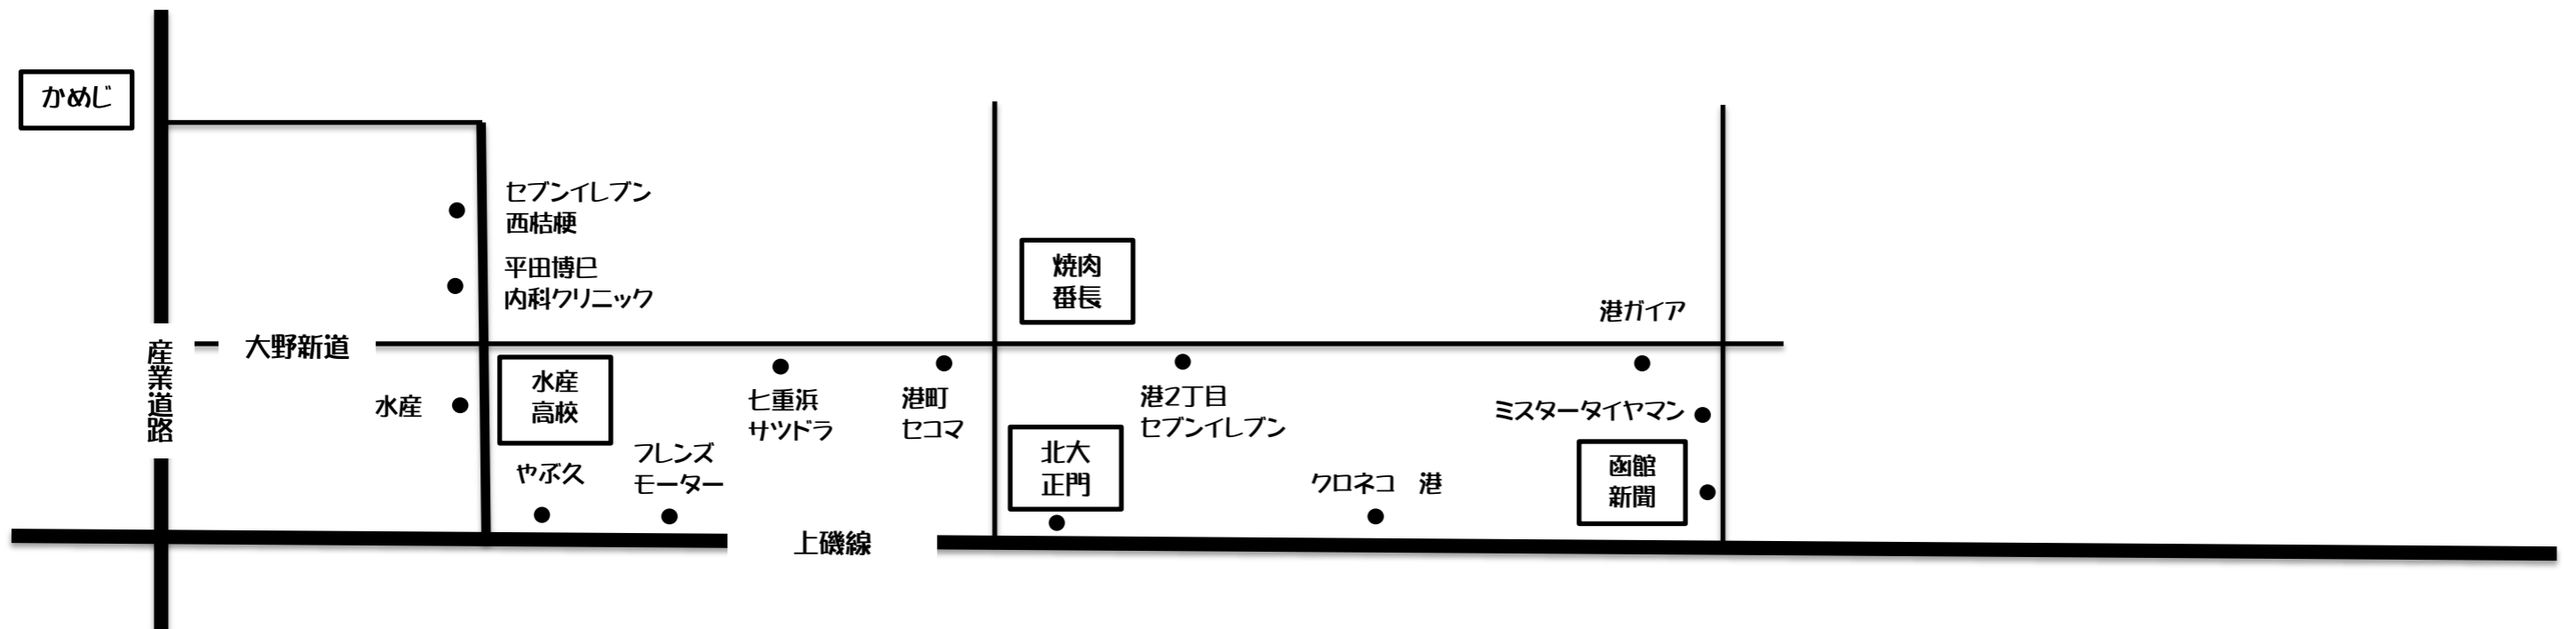 かめじ
セブンイレブン
西桔梗
平田博巳
内科クリニック
焼肉
番長
港ガイア
産業道路
大野新道
水産
水産
高校
七重浜
サツドラ
港町
セコマ
港2丁目
セブンイレブン
ミスタータイヤマン
やぶ久
フレンズ
モーター
北大
正門
クロネコ　港
函館
新聞
上磯線